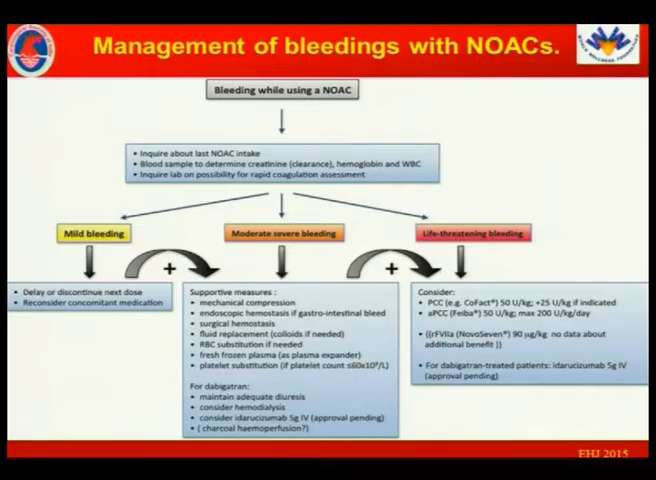 Management of bleedings with NOACs.
Bleeding while using a NOAC
• Inquire about last NOAC intake
• Blood sample to determine creatinine (clearance), hemoglobin and WBC
• Inquire lab on possibility for rapid coagulation assessment
Mild bleeding
Moderate severe bleeding
Life-threatening bleeding
+
+
• Delay or discontinue next dose
• Reconsider concomitant medication
Supportive measures :
• mechanical compression
• endoscopic hemostasis if gastro-intestinal bleed
• surgical hemostasis
• fluid replacement (colloids if needed)
• RBC substitution if needed
• fresh frozen plasma (as plasma expander)
• platelet substitution (if platelet count ≤60x10⁹/L)
For dabigatran:
• maintain adequate diuresis
• consider hemodialysis
• consider idarucizumab 5g IV (approval pending)
• ( charcoal haemoperfusion?)
Consider:
• PCC (e.g. CoFact®) 50 U/kg; +25 U/kg if indicated
• aPCC (Feiba®) 50 U/kg; max 200 U/kg/day
• ((rFVIIa (NovoSeven®) 90 µg/kg no data about
additional benefit ))
• For dabigatran-treated patients: idarucizumab 5g IV
(approval pending)
EHJ 2015